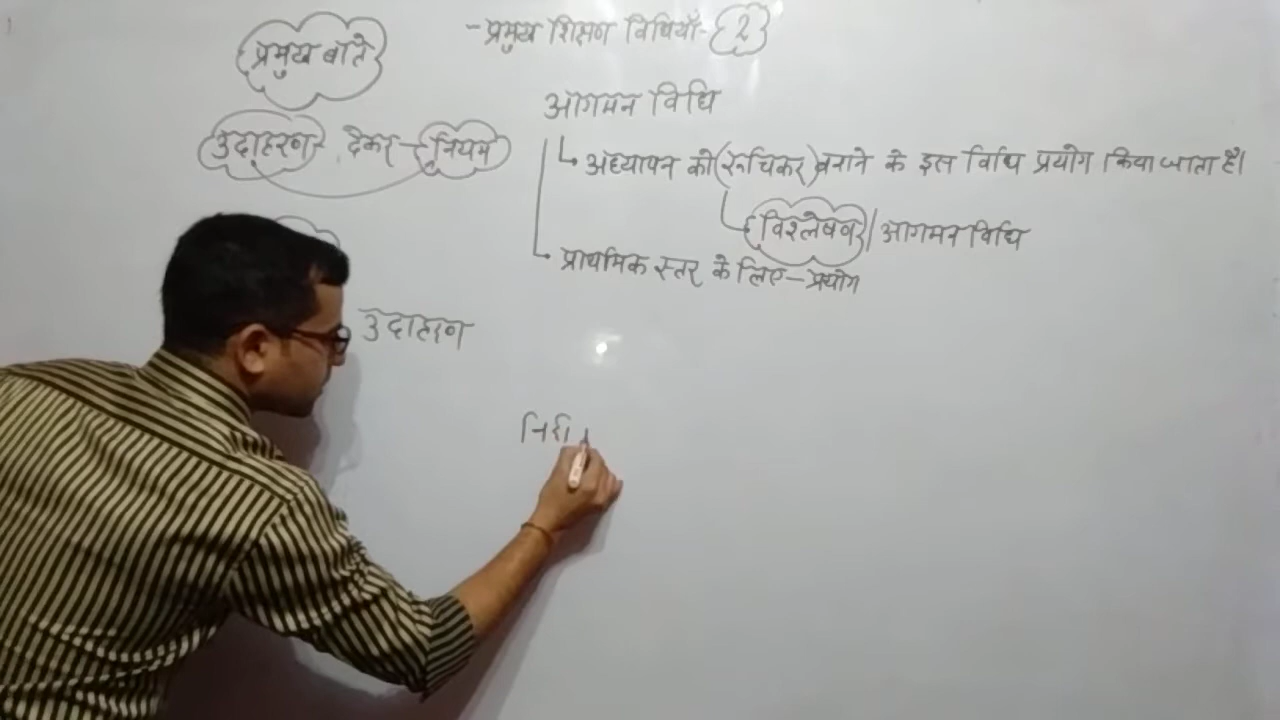 - प्रमुख शिक्षण विधियाँ- 2
प्रमुख बाते
आगमन विधि
उदाहरण देकर - नियम
अध्यापन को (रूचिकर) बनाने के इस विधि प्रयोग किया जाता है।
विश्लेषण / आगमन विधि
प्राथमिक स्तर के लिए - प्रयोग
उदाहरण
निरी